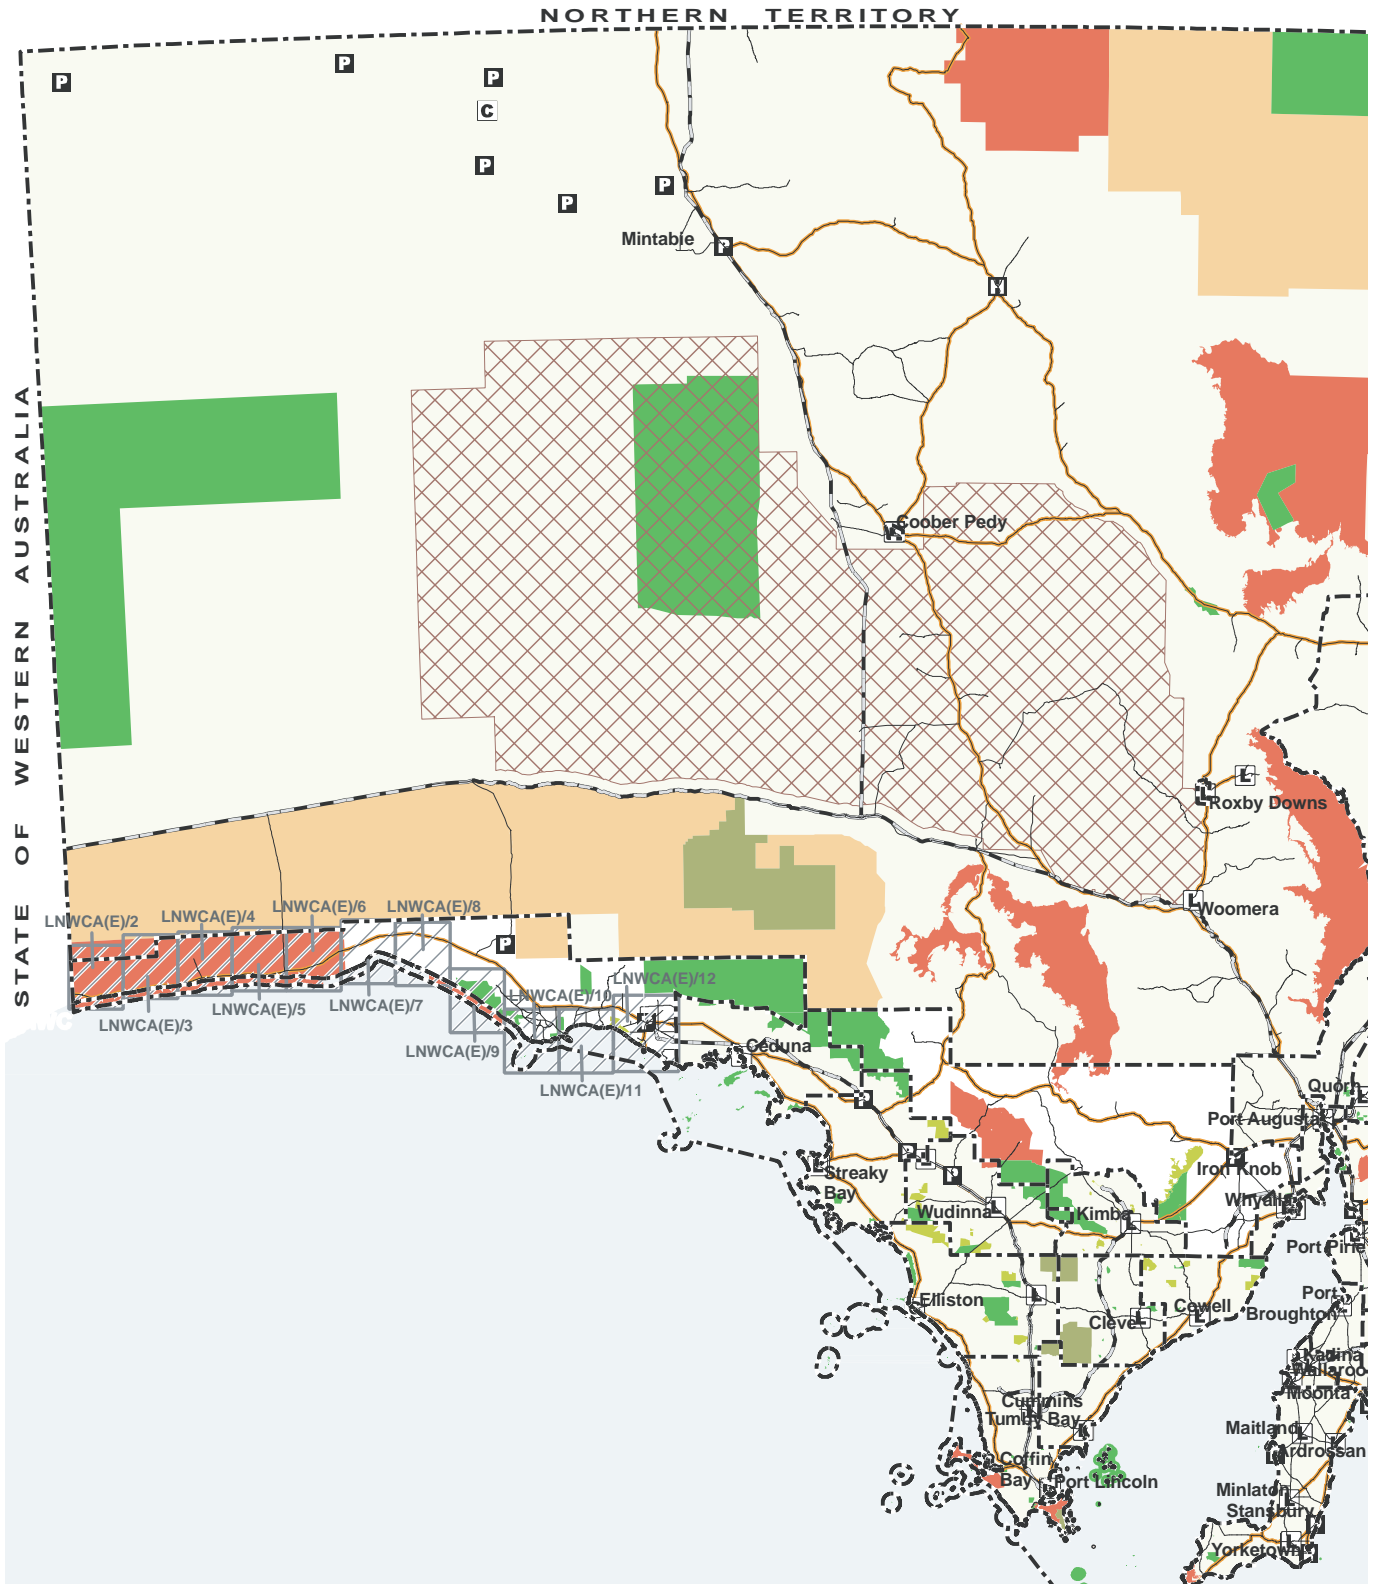 NORTHERN TERRITORY
P
P
P
C
P
P
P
Mintabie
P
STATE OF WESTERN AUSTRALIA
Coober Pedy
L
Roxby Downs
L
L
Woomera
LNWCA(E)/2
LNWCA(E)/4
LNWCA(E)/6
LNWCA(E)/8
P
LNWCA(E)/3
LNWCA(E)/5
LNWCA(E)/7
LNWCA(E)/9
LNWCA(E)/10
LNWCA(E)/11
NWCA(E)/12
Ceduna
P
Quorn
Port Augusta
Iron Knob
Streaky
Bay
P
Wudinna
L
Kimba
L
Whyalla
Port Pirie
Elliston
L
Cleve
L
Cowell
L
Port
Broughton
Kadina
Wallaroo
Moonta
Cummins
Tumby Bay
Maitland
L
Ardrossan
Coffin
Bay
Port Lincoln
Minlaton
Stansbury
Yorketown